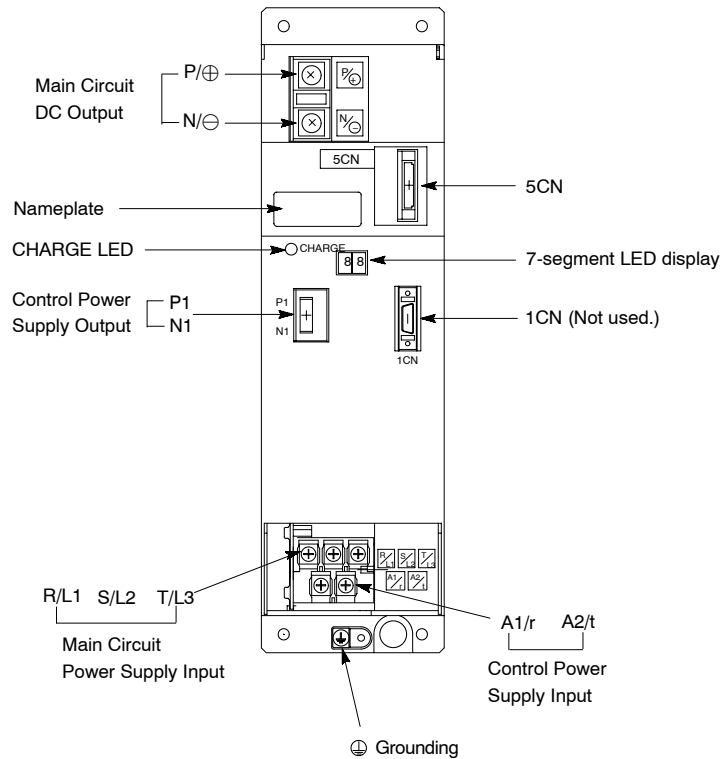 Main Circuit
DC Output
P/⊕
N/⊖
P/⊕
N/⊖
5CN
5CN
Nameplate
CHARGE LED
CHARGE
8 8
7-segment LED display
Control Power
Supply Output
P1
N1
P1
N1
1CN (Not used.)
1CN
R/L1 S/L2 T/L3
A1/r A2/t
R/L1 S/L2 T/L3
Main Circuit
Power Supply Input
A1/r A2/t
Control Power
Supply Input
⏚ Grounding